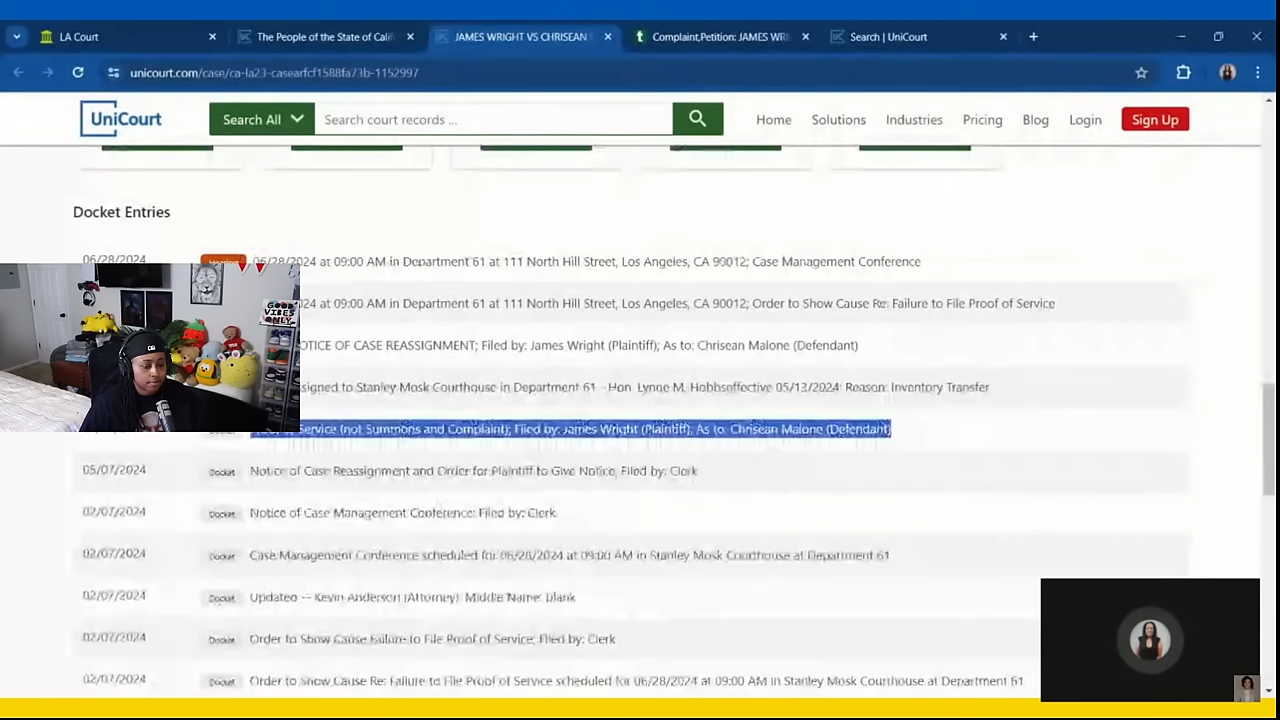 LA Court
The People of the State of Calif
JAMES WRIGHT VS CHRISEAN
Complaint,Petition: JAMES WRI
Search | UniCourt
unicourt.com/case/ca-la23-casearfcf1588fa73b-1152997
UniCourt
Search All
Search court records ...
Home
Solutions
Industries
Pricing
Blog
Login
Sign Up
Docket Entries
06/28/2024
06/28/2024 at 09:00 AM in Department 61 at 111 North Hill Street, Los Angeles, CA 90012; Case Management Conference
24 at 09:00 AM in Department 61 at 111 North Hill Street, Los Angeles, CA 90012; Order to Show Cause Re: Failure to File Proof of Service
OTICE OF CASE REASSIGNMENT; Filed by: James Wright (Plaintiff); As to: Chrisean Malone (Defendant)
signed to Stanley Mosk Courthouse in Department 61 - Hon. Lynne M. Hobbs effective 05/13/2024: Reason: Inventory Transfer
Service (not Summons and Complaint); Filed by: James Wright (Plaintiff); As to: Chrisean Malone (Defendant)
05/07/2024 Docket Notice of Case Reassignment and Order for Plaintiff to Give Notice; Filed by: Clerk
02/07/2024 Docket Notice of Case Management Conference: Filed by: Clerk
02/07/2024 Docket Case Management Conference scheduled for 06/28/2024 at 09:00 AM in Stanley Mosk Courthouse at Department 61
02/07/2024 Docket Updated -- Kevin Anderson (Attorney): Middle Name: blank
02/07/2024 Docket Order to Show Cause Failure to File Proof of Service; Filed by: Clerk
02/07/2024 Docket Order to Show Cause Re: Failure to File Proof of Service scheduled for 06/28/2024 at 09:00 AM in Stanley Mosk Courthouse at Department 61
GOOD
VIBES
ONLY